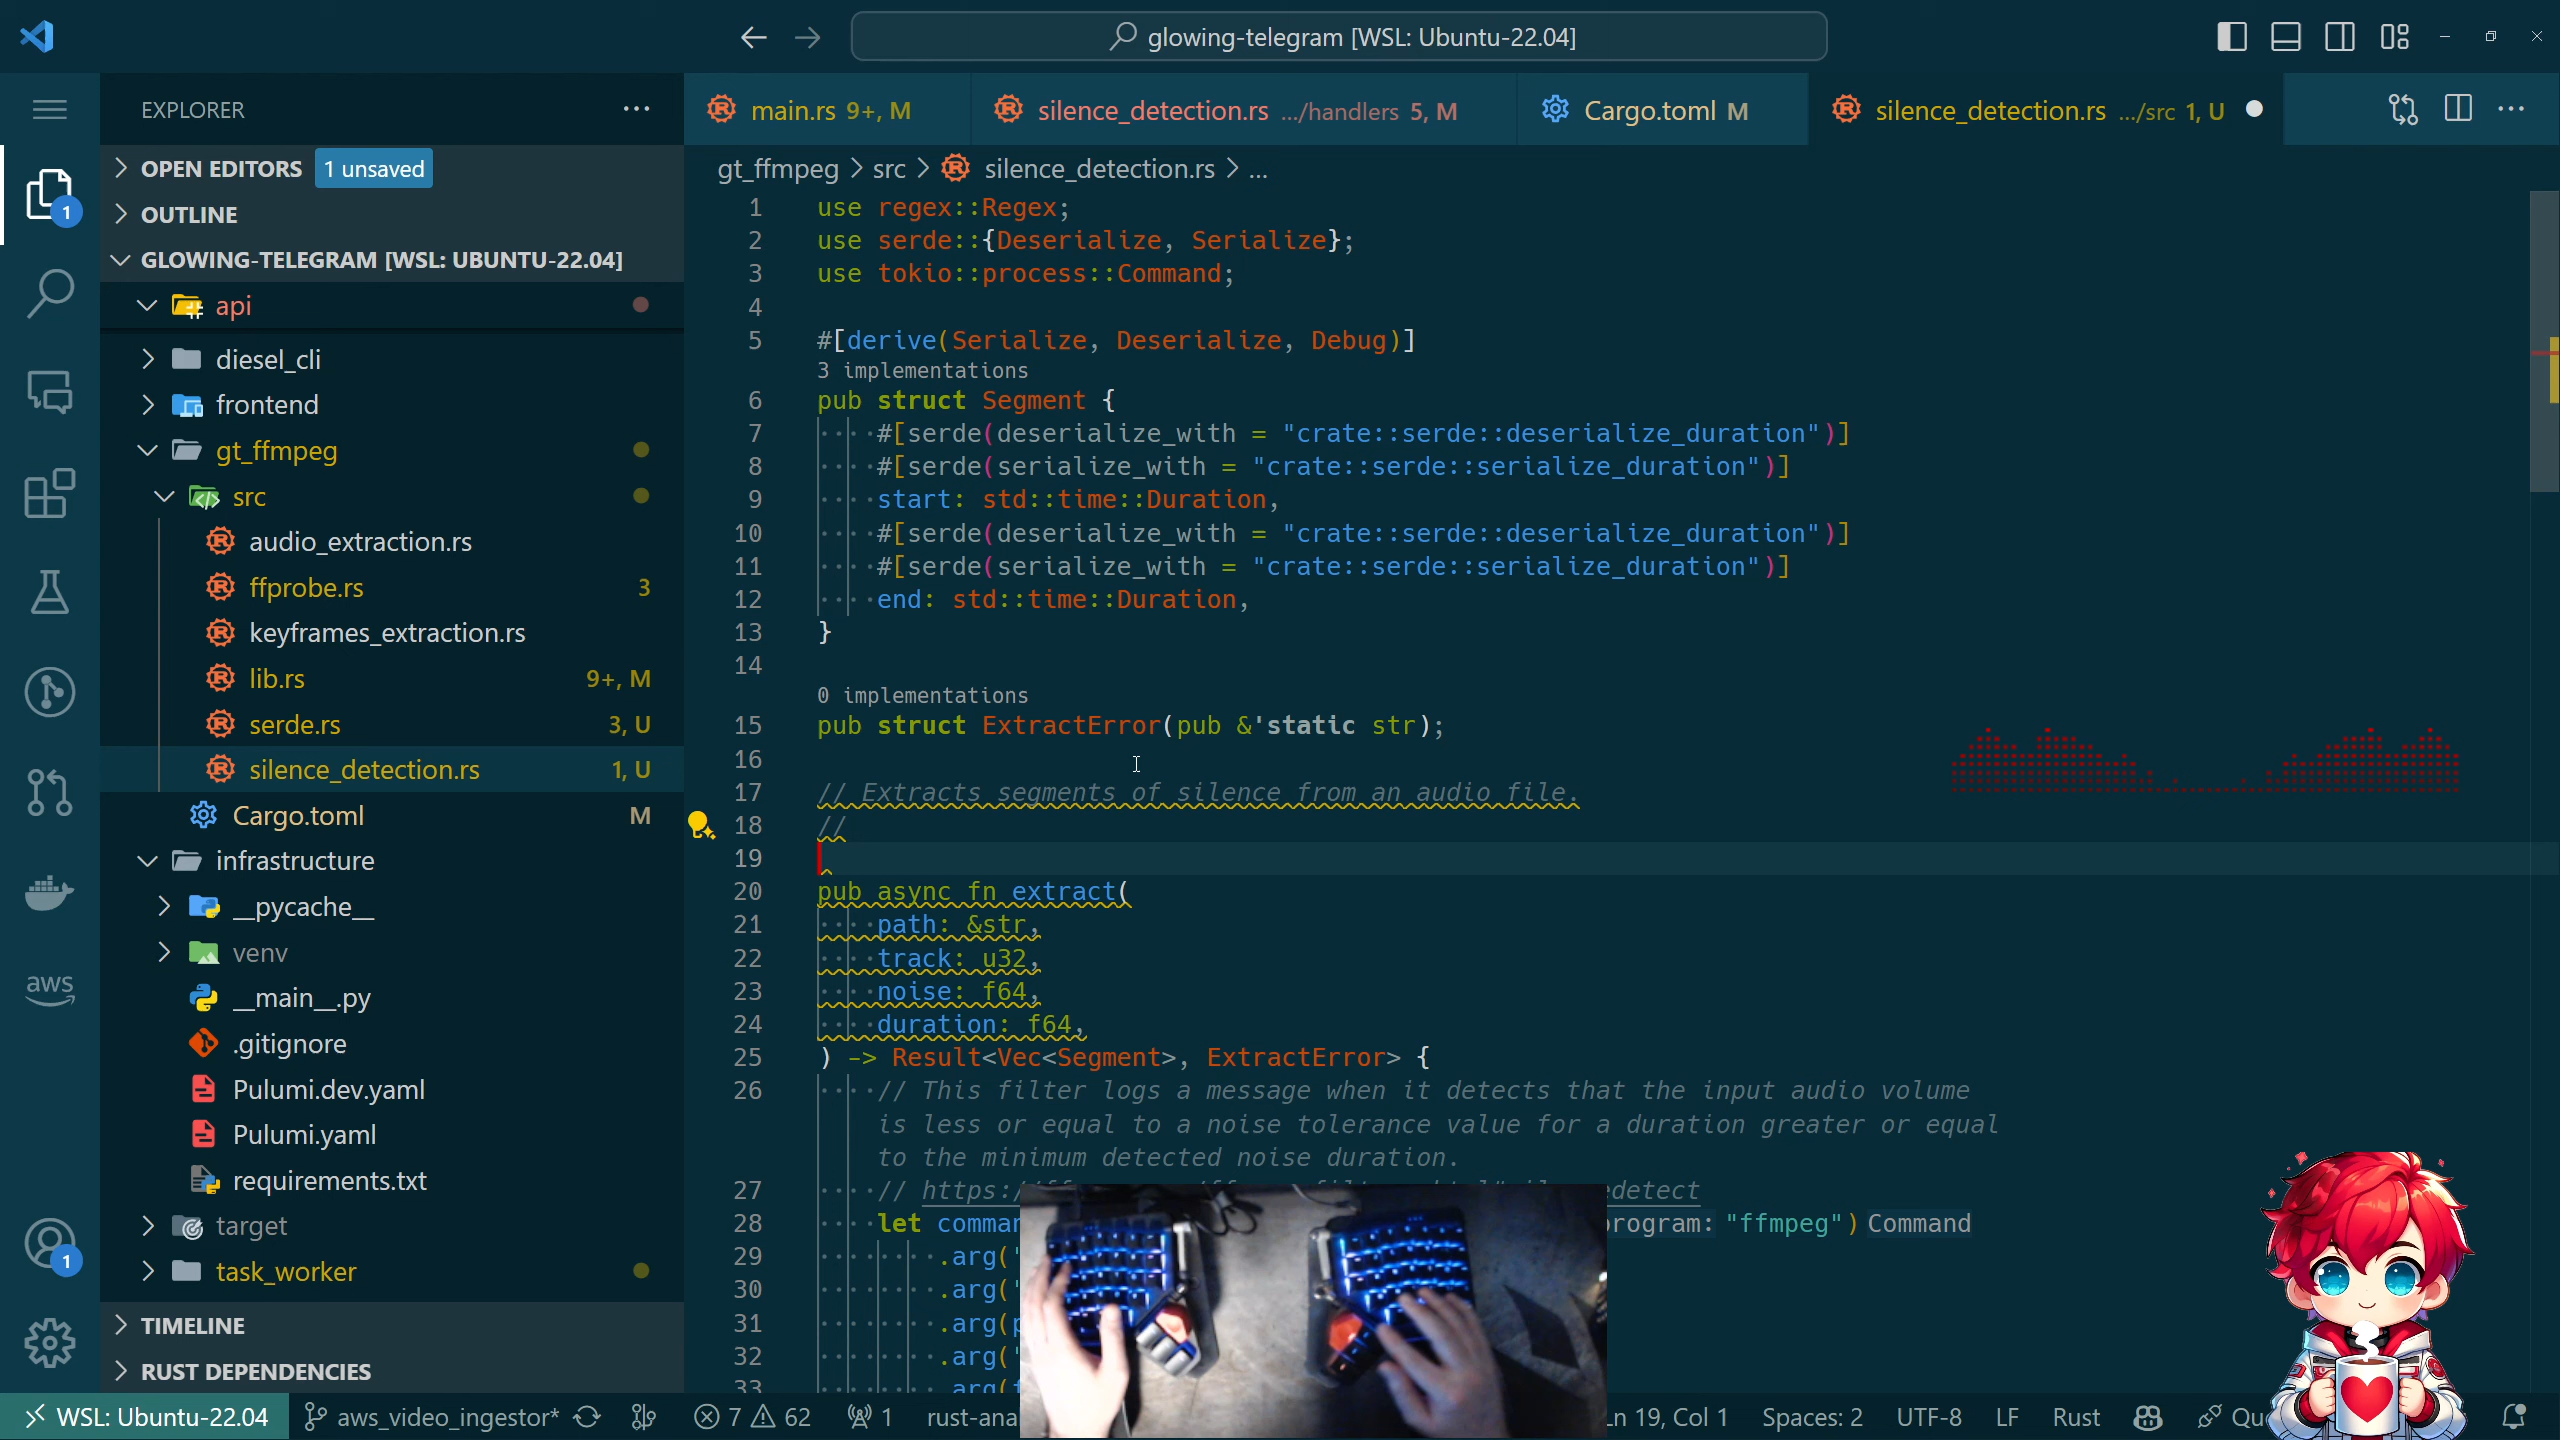 glowing-telegram [WSL: Ubuntu-22.04]
EXPLORER
main.rs 9+, M
silence_detection.rs .../handlers 5, M
Cargo.toml M
silence_detection.rs .../src 1, U
OPEN EDITORS 1 unsaved
OUTLINE
GLOWING-TELEGRAM [WSL: UBUNTU-22.04]
api
diesel_cli
frontend
gt_ffmpeg
src
audio_extraction.rs
ffprobe.rs 3
keyframes_extraction.rs
lib.rs 9+, M
serde.rs 3, U
silence_detection.rs 1, U
Cargo.toml M
infrastructure
__pycache__
venv
__main__.py
.gitignore
Pulumi.dev.yaml
Pulumi.yaml
requirements.txt
target
task_worker
TIMELINE
RUST DEPENDENCIES
1
aws
1
gt_ffmpeg > src > silence_detection.rs > ...
1 use regex::Regex;
2 use serde::{Deserialize, Serialize};
3 use tokio::process::Command;
4
5 #[derive(Serialize, Deserialize, Debug)]
3 implementations
6 pub struct Segment {
7 ····#[serde(deserialize_with = "crate::serde::deserialize_duration")]
8 ····#[serde(serialize_with = "crate::serde::serialize_duration")]
9 ····start: std::time::Duration,
10 ····#[serde(deserialize_with = "crate::serde::deserialize_duration")]
11 ····#[serde(serialize_with = "crate::serde::serialize_duration")]
12 ····end: std::time::Duration,
13 }
14
0 implementations
15 pub struct ExtractError(pub &'static str);
16
17 // Extracts segments of silence from an audio file.
18 //
19
20 pub async fn extract(
21 ····path: &str,
22 ····track: u32,
23 ····noise: f64,
24 ····duration: f64,
25 ) -> Result<Vec<Segment>, ExtractError> {
26 ····// This filter logs a message when it detects that the input audio volume
is less or equal to a noise tolerance value for a duration greater or equal
to the minimum detected noise duration.
27 ····// https:/ detect
28 ····let program: "ffmpeg") Command
29 ········.arg("
30 ········.arg("
31 ········.arg(
32 ········.arg("
33 ········.arg(
WSL: Ubuntu-22.04 aws_video_ingestor* 7 62 1 Ln 19, Col 1 Spaces: 2 UTF-8 LF Rust